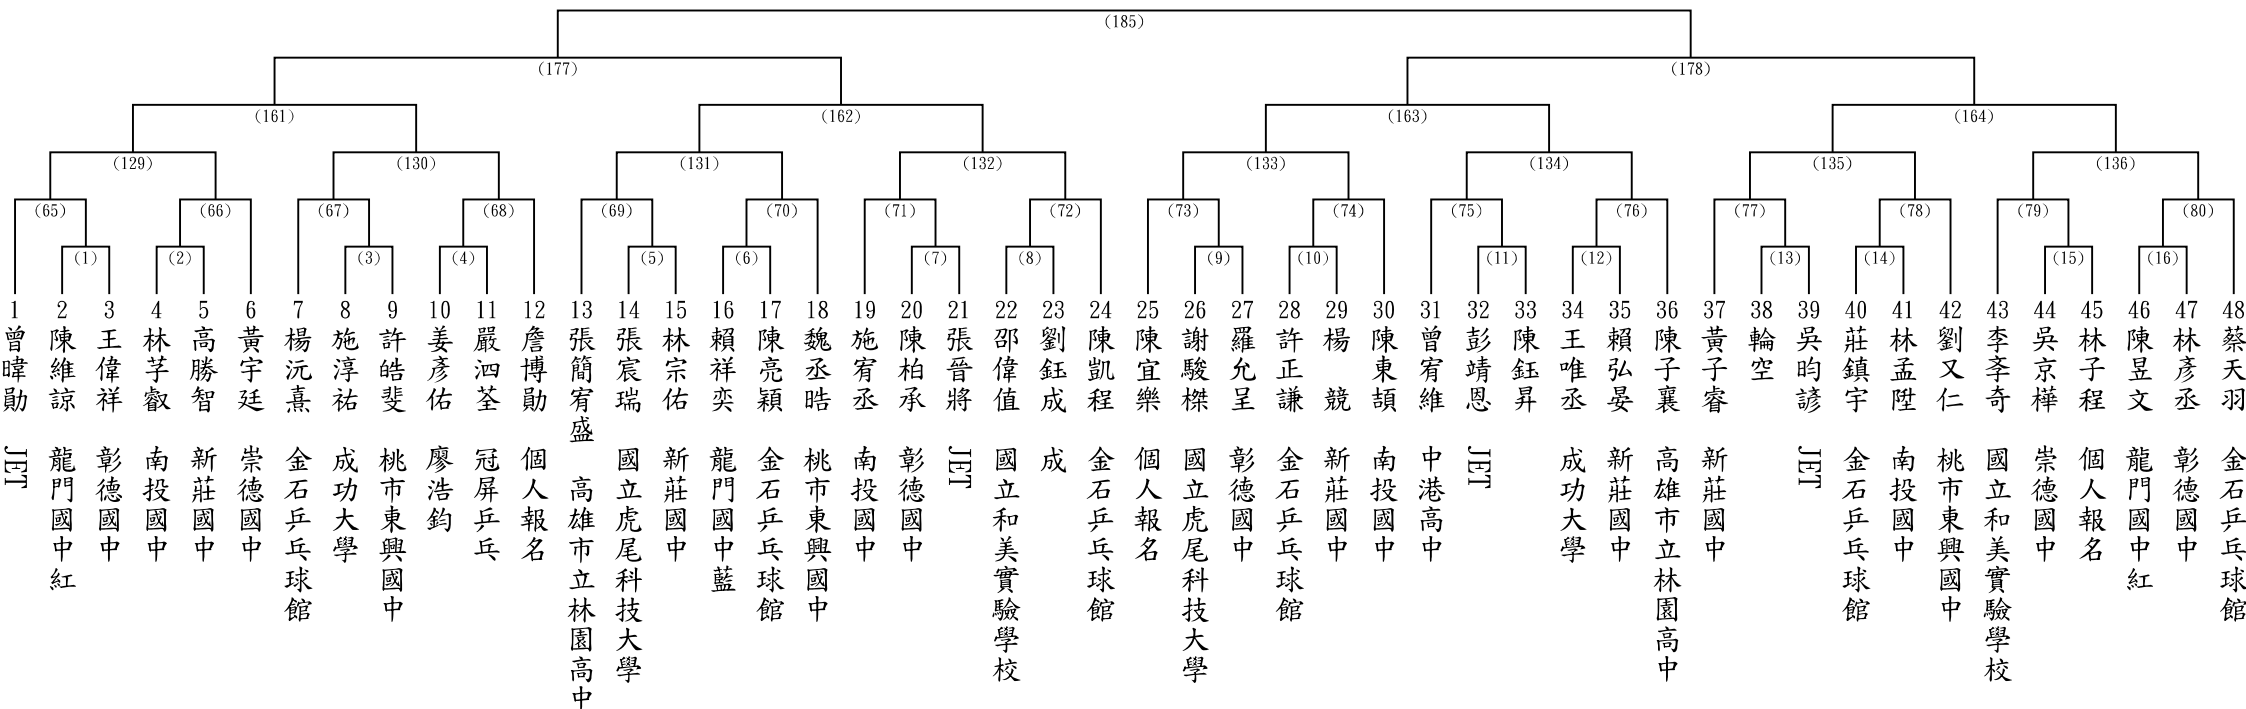 (185)
(177) (178)
(161) (162) (163) (164)
(129) (130) (131) (132) (133) (134) (135) (136)
(65) (66) (67) (68) (69) (70) (71) (72) (73) (74) (75) (76) (77) (78) (79) (80)
(1) (2) (3) (4) (5) (6) (7) (8) (9) (10) (11) (12) (13) (14) (15) (16)
1 曾暐勛 JET
2 陳維諒 龍門國中紅
3 王偉祥 彰德國中
4 林芓叡 南投國中
5 高勝智 新莊國中
6 黃宇廷 崇德國中
7 楊沅熹 金石乒乓球館
8 施淳祐 成功大學
9 許皓斐 桃市東興國中
10 姜彥佑 廖浩鈞
11 嚴泗荃 冠屏乒乓
12 詹博勛 個人報名
13 張簡宥盛 高雄市立林園高中
14 張宸瑞 國立虎尾科技大學
15 林宗佑 新莊國中
16 賴祥奕 龍門國中藍
17 陳亮穎 金石乒乓球館
18 魏丞晧 桃市東興國中
19 施宥丞 南投國中
20 陳柏承 彰德國中
21 張晉將 JET
22 邵偉值 國立和美實驗學校
23 劉鈺成 成
24 陳凱程 金石乒乓球館
25 陳宜樂 個人報名
26 謝駿榤 國立虎尾科技大學
27 羅允呈 彰德國中
28 許正謙 金石乒乓球館
29 楊 競 新莊國中
30 陳東頡 南投國中
31 曾宥維 中港高中
32 彭靖恩 JET
33 陳鈺昇
34 王唯丞 成功大學
35 賴弘晏 新莊國中
36 陳子襄 高雄市立林園高中
37 黃子睿 新莊國中
38 輪空
39 吳昀諺 JET
40 莊鎮宇 金石乒乓球館
41 林孟陞 南投國中
42 劉又仁 桃市東興國中
43 李斊奇 國立和美實驗學校
44 吳京樺 崇德國中
45 林子程 個人報名
46 陳昱文 龍門國中紅
47 林彥丞 彰德國中
48 蔡天羽 金石乒乓球館